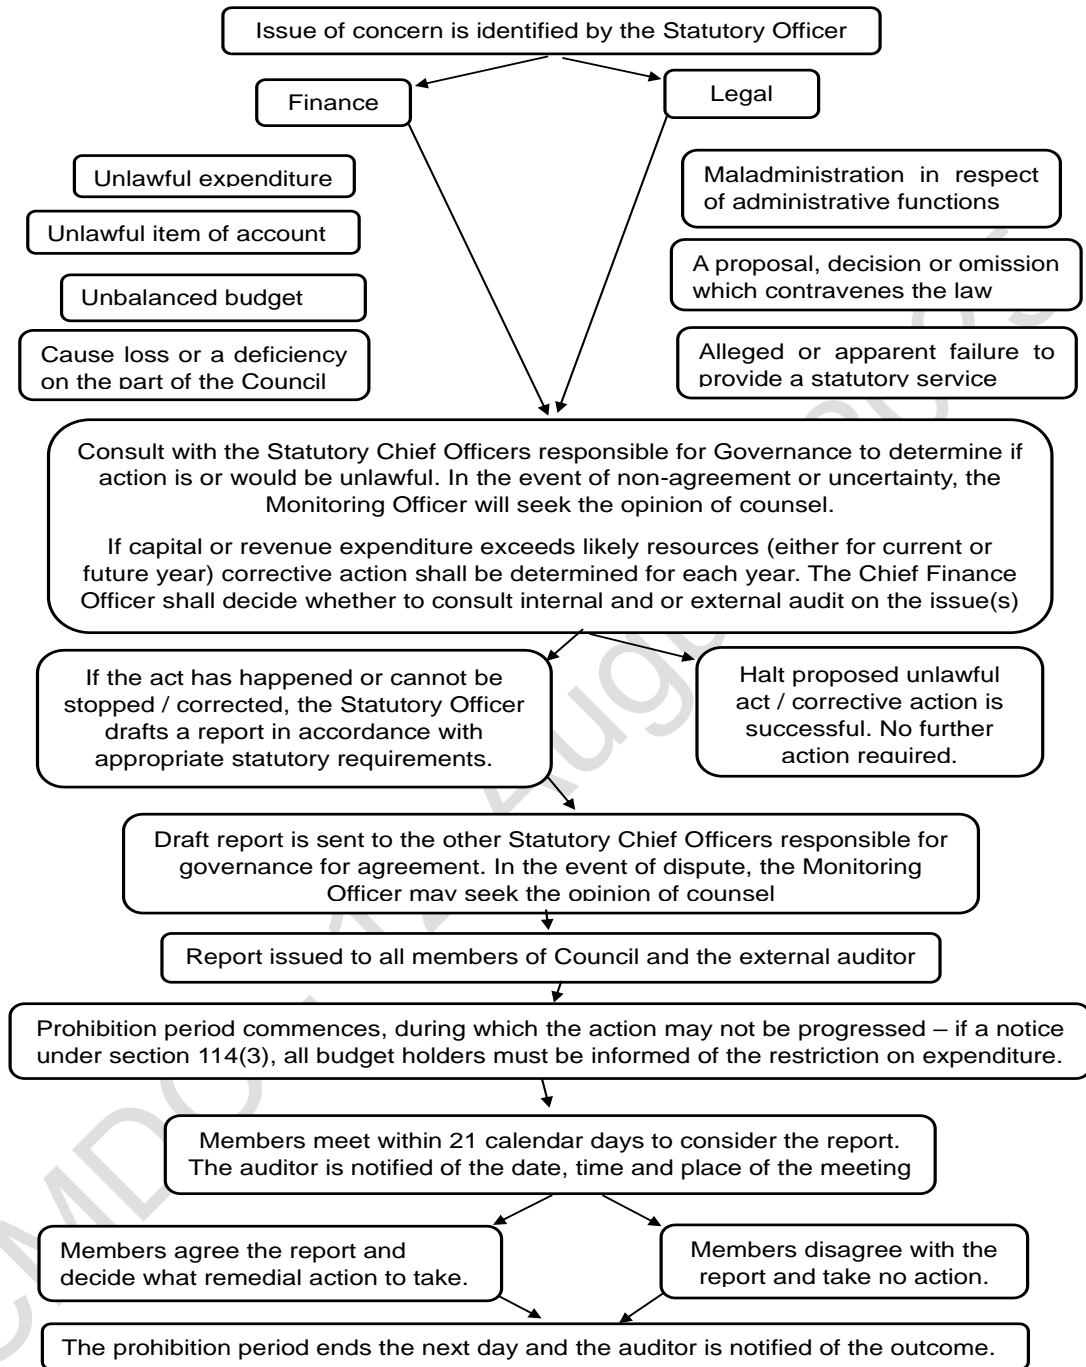 Issue of concern is identified by the Statutory Officer
Finance
Legal
Unlawful expenditure
Unlawful item of account
Unbalanced budget
Cause loss or a deficiency
on the part of the Council
Maladministration in respect
of administrative functions
A proposal, decision or omission
which contravenes the law
Alleged or apparent failure to
provide a statutory service
Consult with the Statutory Chief Officers responsible for Governance to determine if
action is or would be unlawful. In the event of non-agreement or uncertainty, the
Monitoring Officer will seek the opinion of counsel.
If capital or revenue expenditure exceeds likely resources (either for current or
future year) corrective action shall be determined for each year. The Chief Finance
Officer shall decide whether to consult internal and or external audit on the issue(s)
If the act has happened or cannot be
stopped / corrected, the Statutory Officer
drafts a report in accordance with
appropriate statutory requirements.
Halt proposed unlawful
act / corrective action is
successful. No further
action required.
Draft report is sent to the other Statutory Chief Officers responsible for
governance for agreement. In the event of dispute, the Monitoring
Officer may seek the opinion of counsel
Report issued to all members of Council and the external auditor
Prohibition period commences, during which the action may not be progressed – if a notice
under section 114(3), all budget holders must be informed of the restriction on expenditure.
Members meet within 21 calendar days to consider the report.
The auditor is notified of the date, time and place of the meeting
Members agree the report and
decide what remedial action to take.
Members disagree with the
report and take no action.
The prohibition period ends the next day and the auditor is notified of the outcome.